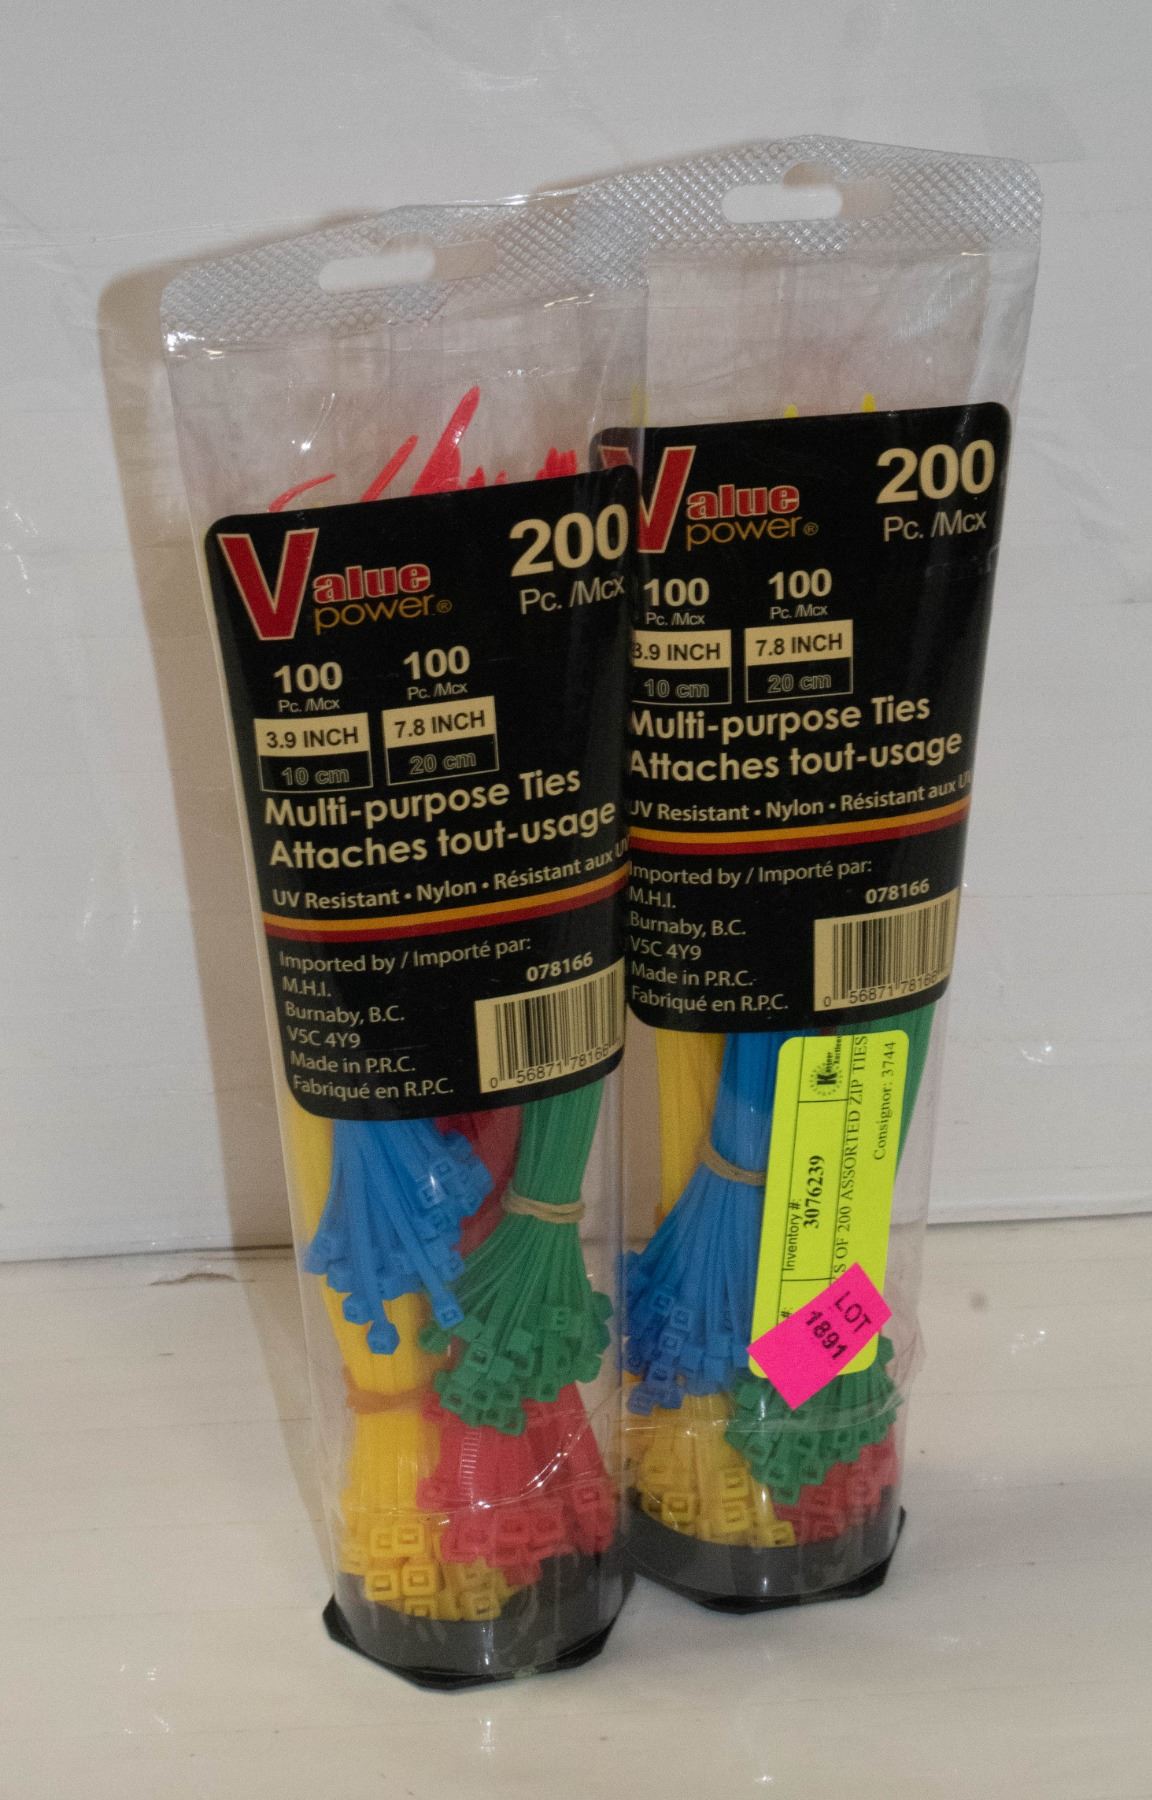 Value
power®
200
Pc. /Mcx
100
Pc. /Mcx
100
Pc. /Mcx
3.9 INCH
10 cm
7.8 INCH
20 cm
Multi-purpose Ties
Attaches tout-usage
UV Resistant • Nylon • Résistant aux UV
Imported by / Importé par:
M.H.I.
Burnaby, B.C.
V5C 4Y9
Made in P.R.C.
Fabriqué en R.P.C.
078166
0 56871 78166
Value
power®
200
Pc. /Mcx
100
Pc. /Mcx
100
Pc. /Mcx
3.9 INCH
10 cm
7.8 INCH
20 cm
Multi-purpose Ties
Attaches tout-usage
UV Resistant • Nylon • Résistant aux
Imported by / Importé par:
M.H.I.
Burnaby, B.C.
V5C 4Y9
Made in P.R.C.
Fabriqué en R.P.C.
078166
0 56871 78166
#:
Inventory #:
3076239
S OF 200 ASSORTED ZIP TIES
Consignor: 3744
LOT
1891